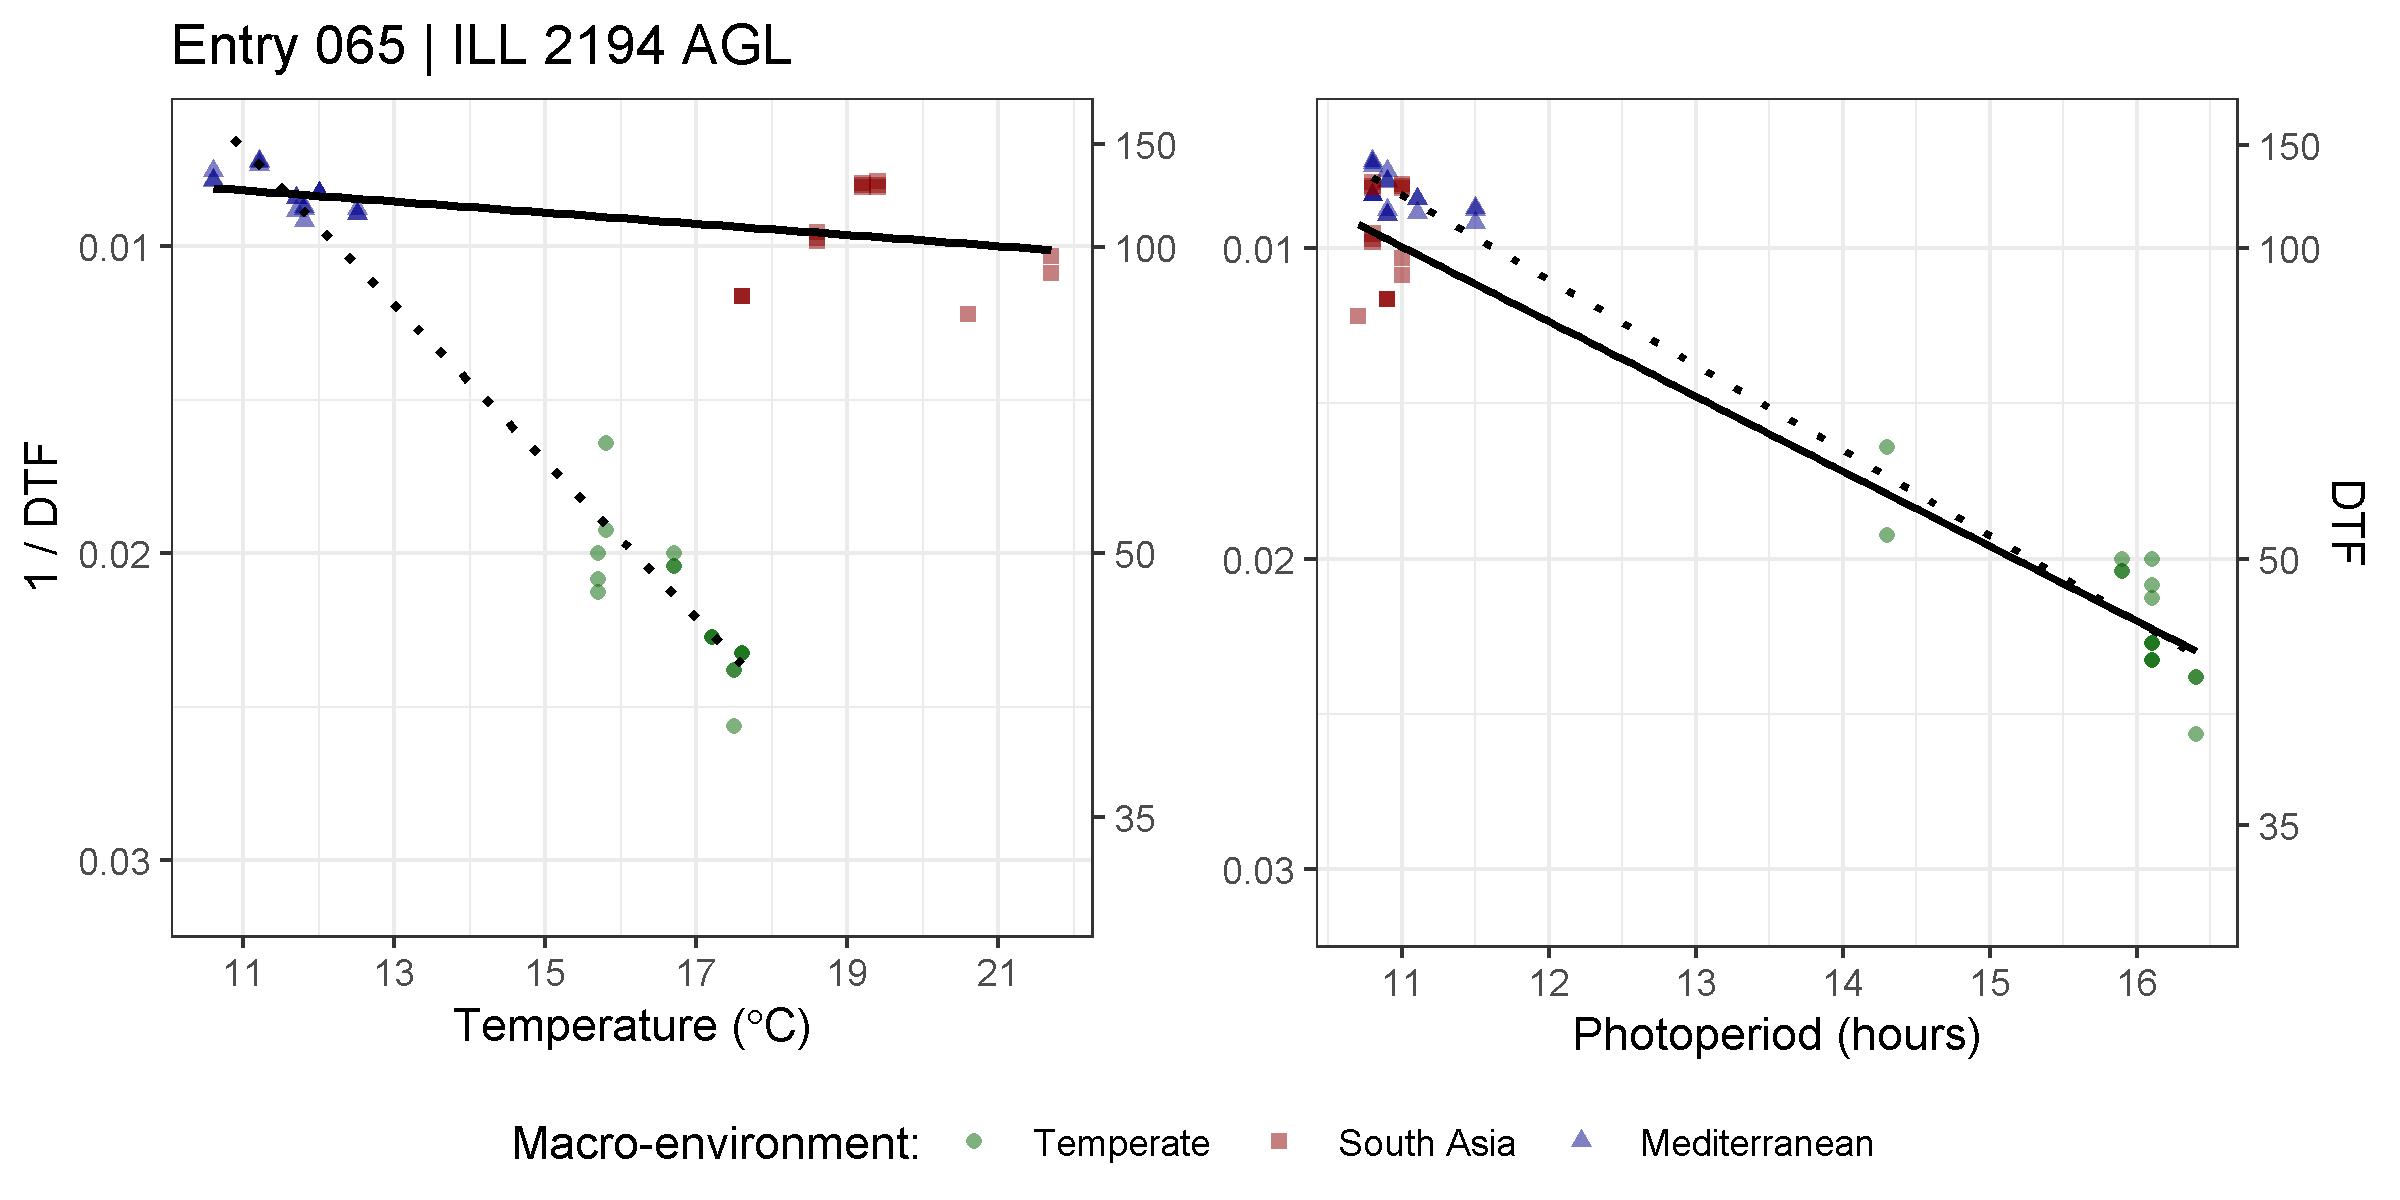 Entry 065 | ILL 2194 AGL
1 / DTF
0.01
0.02
0.03
150
100
50
35
11 13 15 17 19 21
Temperature (°C)
0.01
0.02
0.03
150
100
50
35
DTF
11 12 13 14 15 16
Photoperiod (hours)
Macro-environment: Temperate South Asia Mediterranean